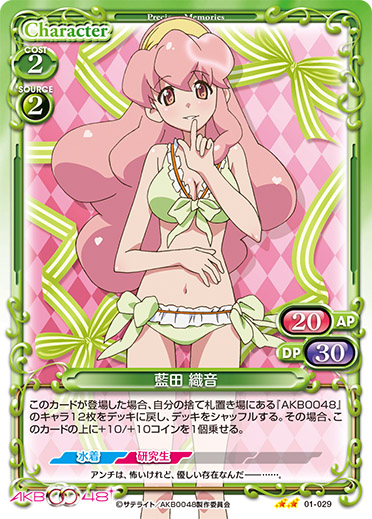 Precious Memories
Character
COST
2
SOURCE
2
20 AP
DP 30
藍田 織音
このカードが登場した場合、自分の捨て札置き場にある『AKB0048』
のキャラ12枚をデッキに戻し、デッキをシャッフルする。その場合、こ
のカードの上に+10/+10コインを1個乗せる。
水着 研究生
アンチは、怖いけれど、優しい存在なんだ―……。
AKB0048
©サテライト/AKB0048製作委員会
01-029